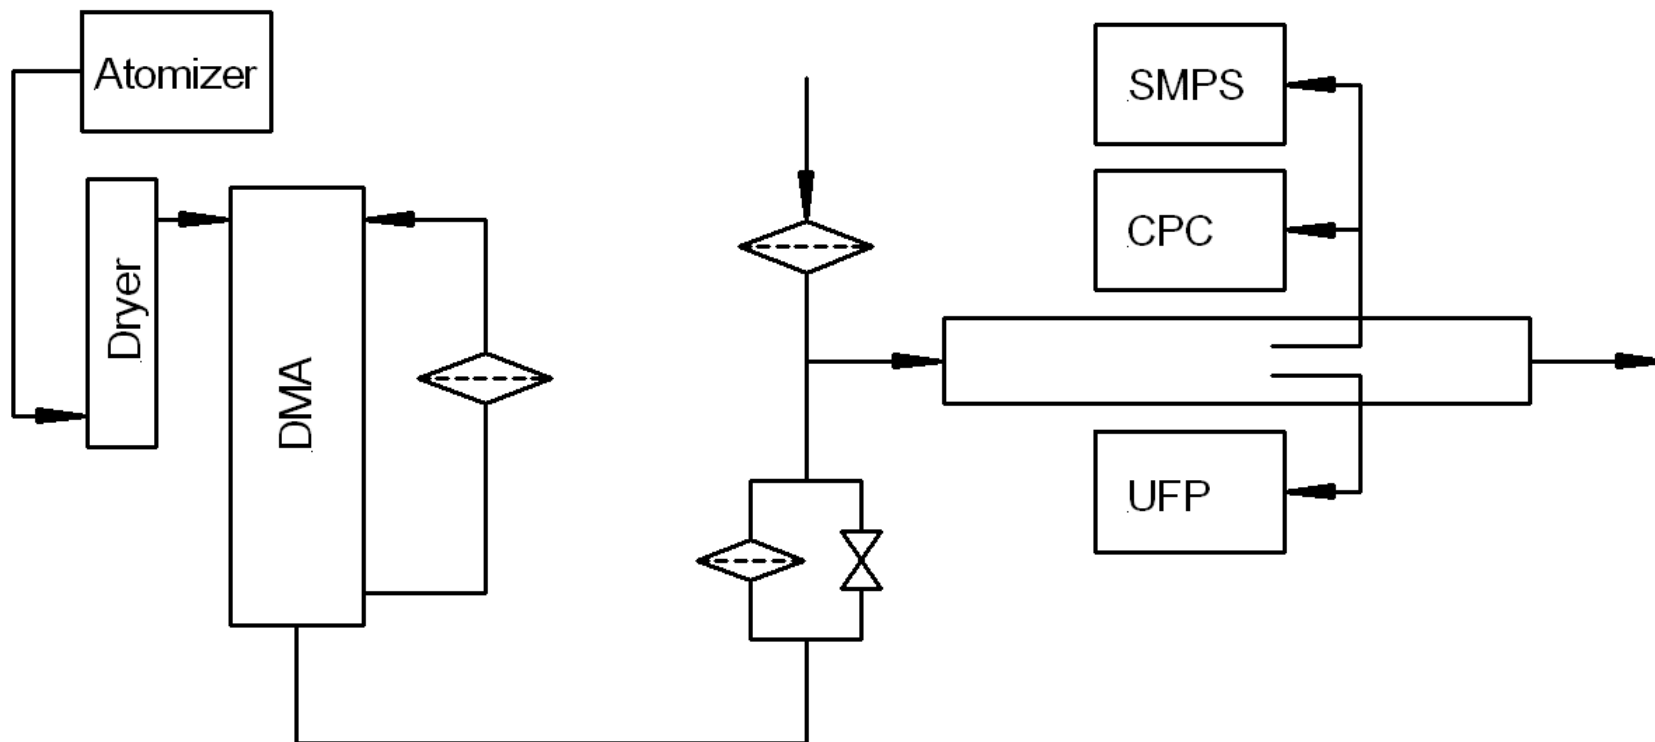 Atomizer
SMPS
CPC
Dryer
DMA
UFP